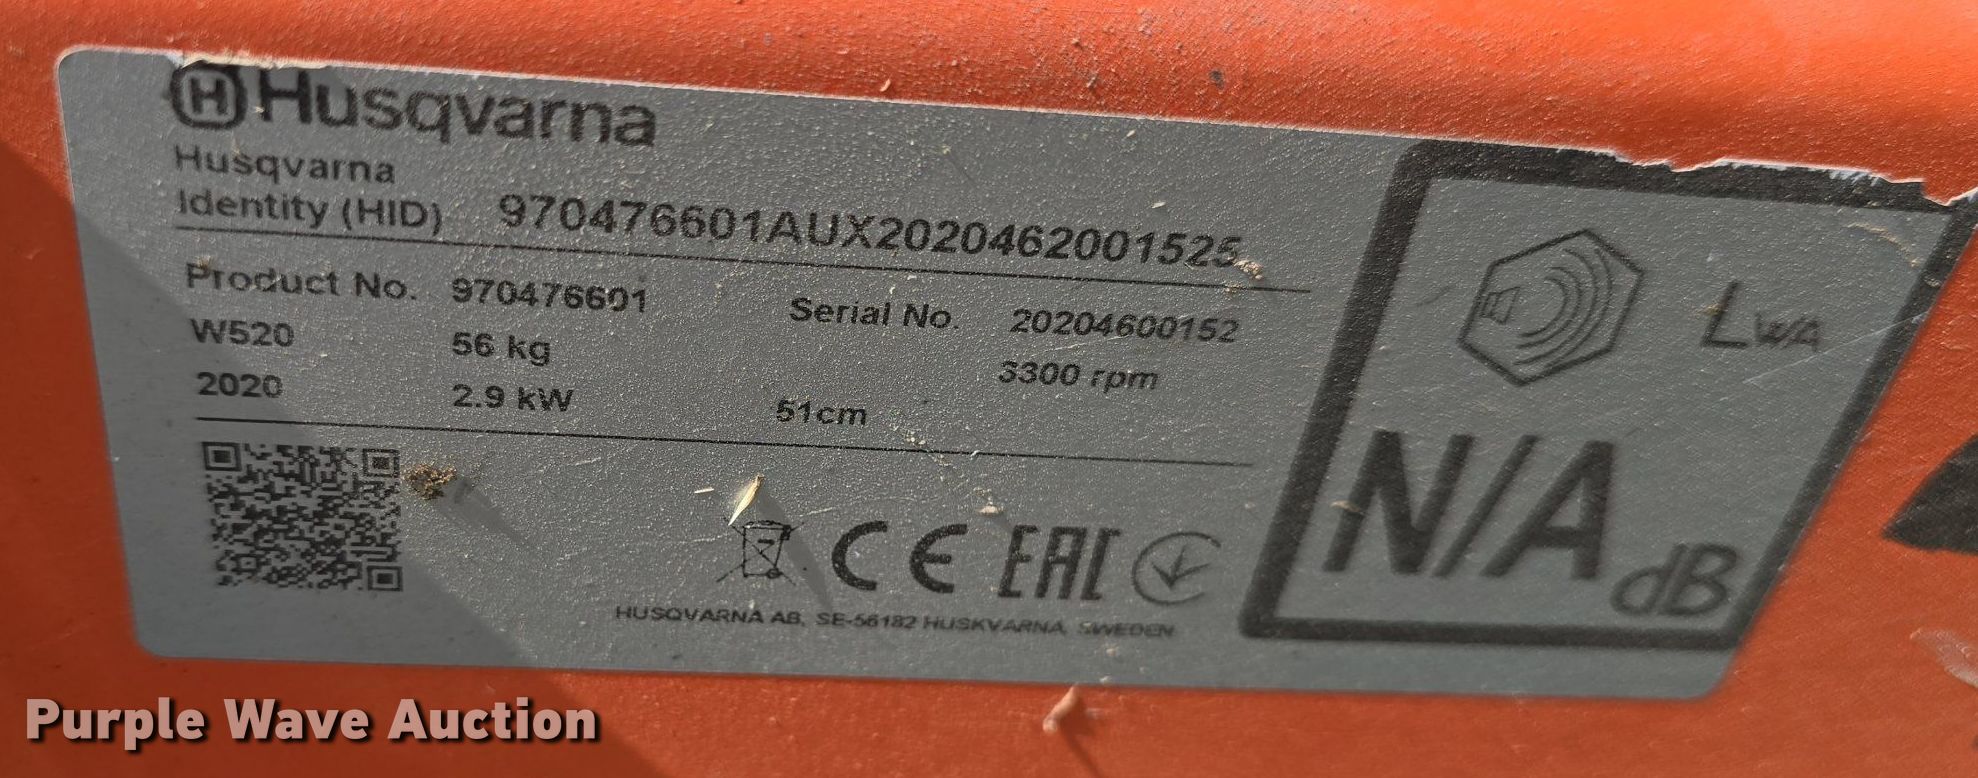 H Husqvarna
Husqvarna
Identity (HID) 970476601AUX2020462001525
Product No. 970476601 Serial No. 20204600152
W520 56 kg 3300 rpm
2020 2.9 kW 51cm
CE EAC
HUSQVARNA AB, SE-56182 HUSKVARNA, SWEDEN
LWA
N/A dB
Purple Wave Auction